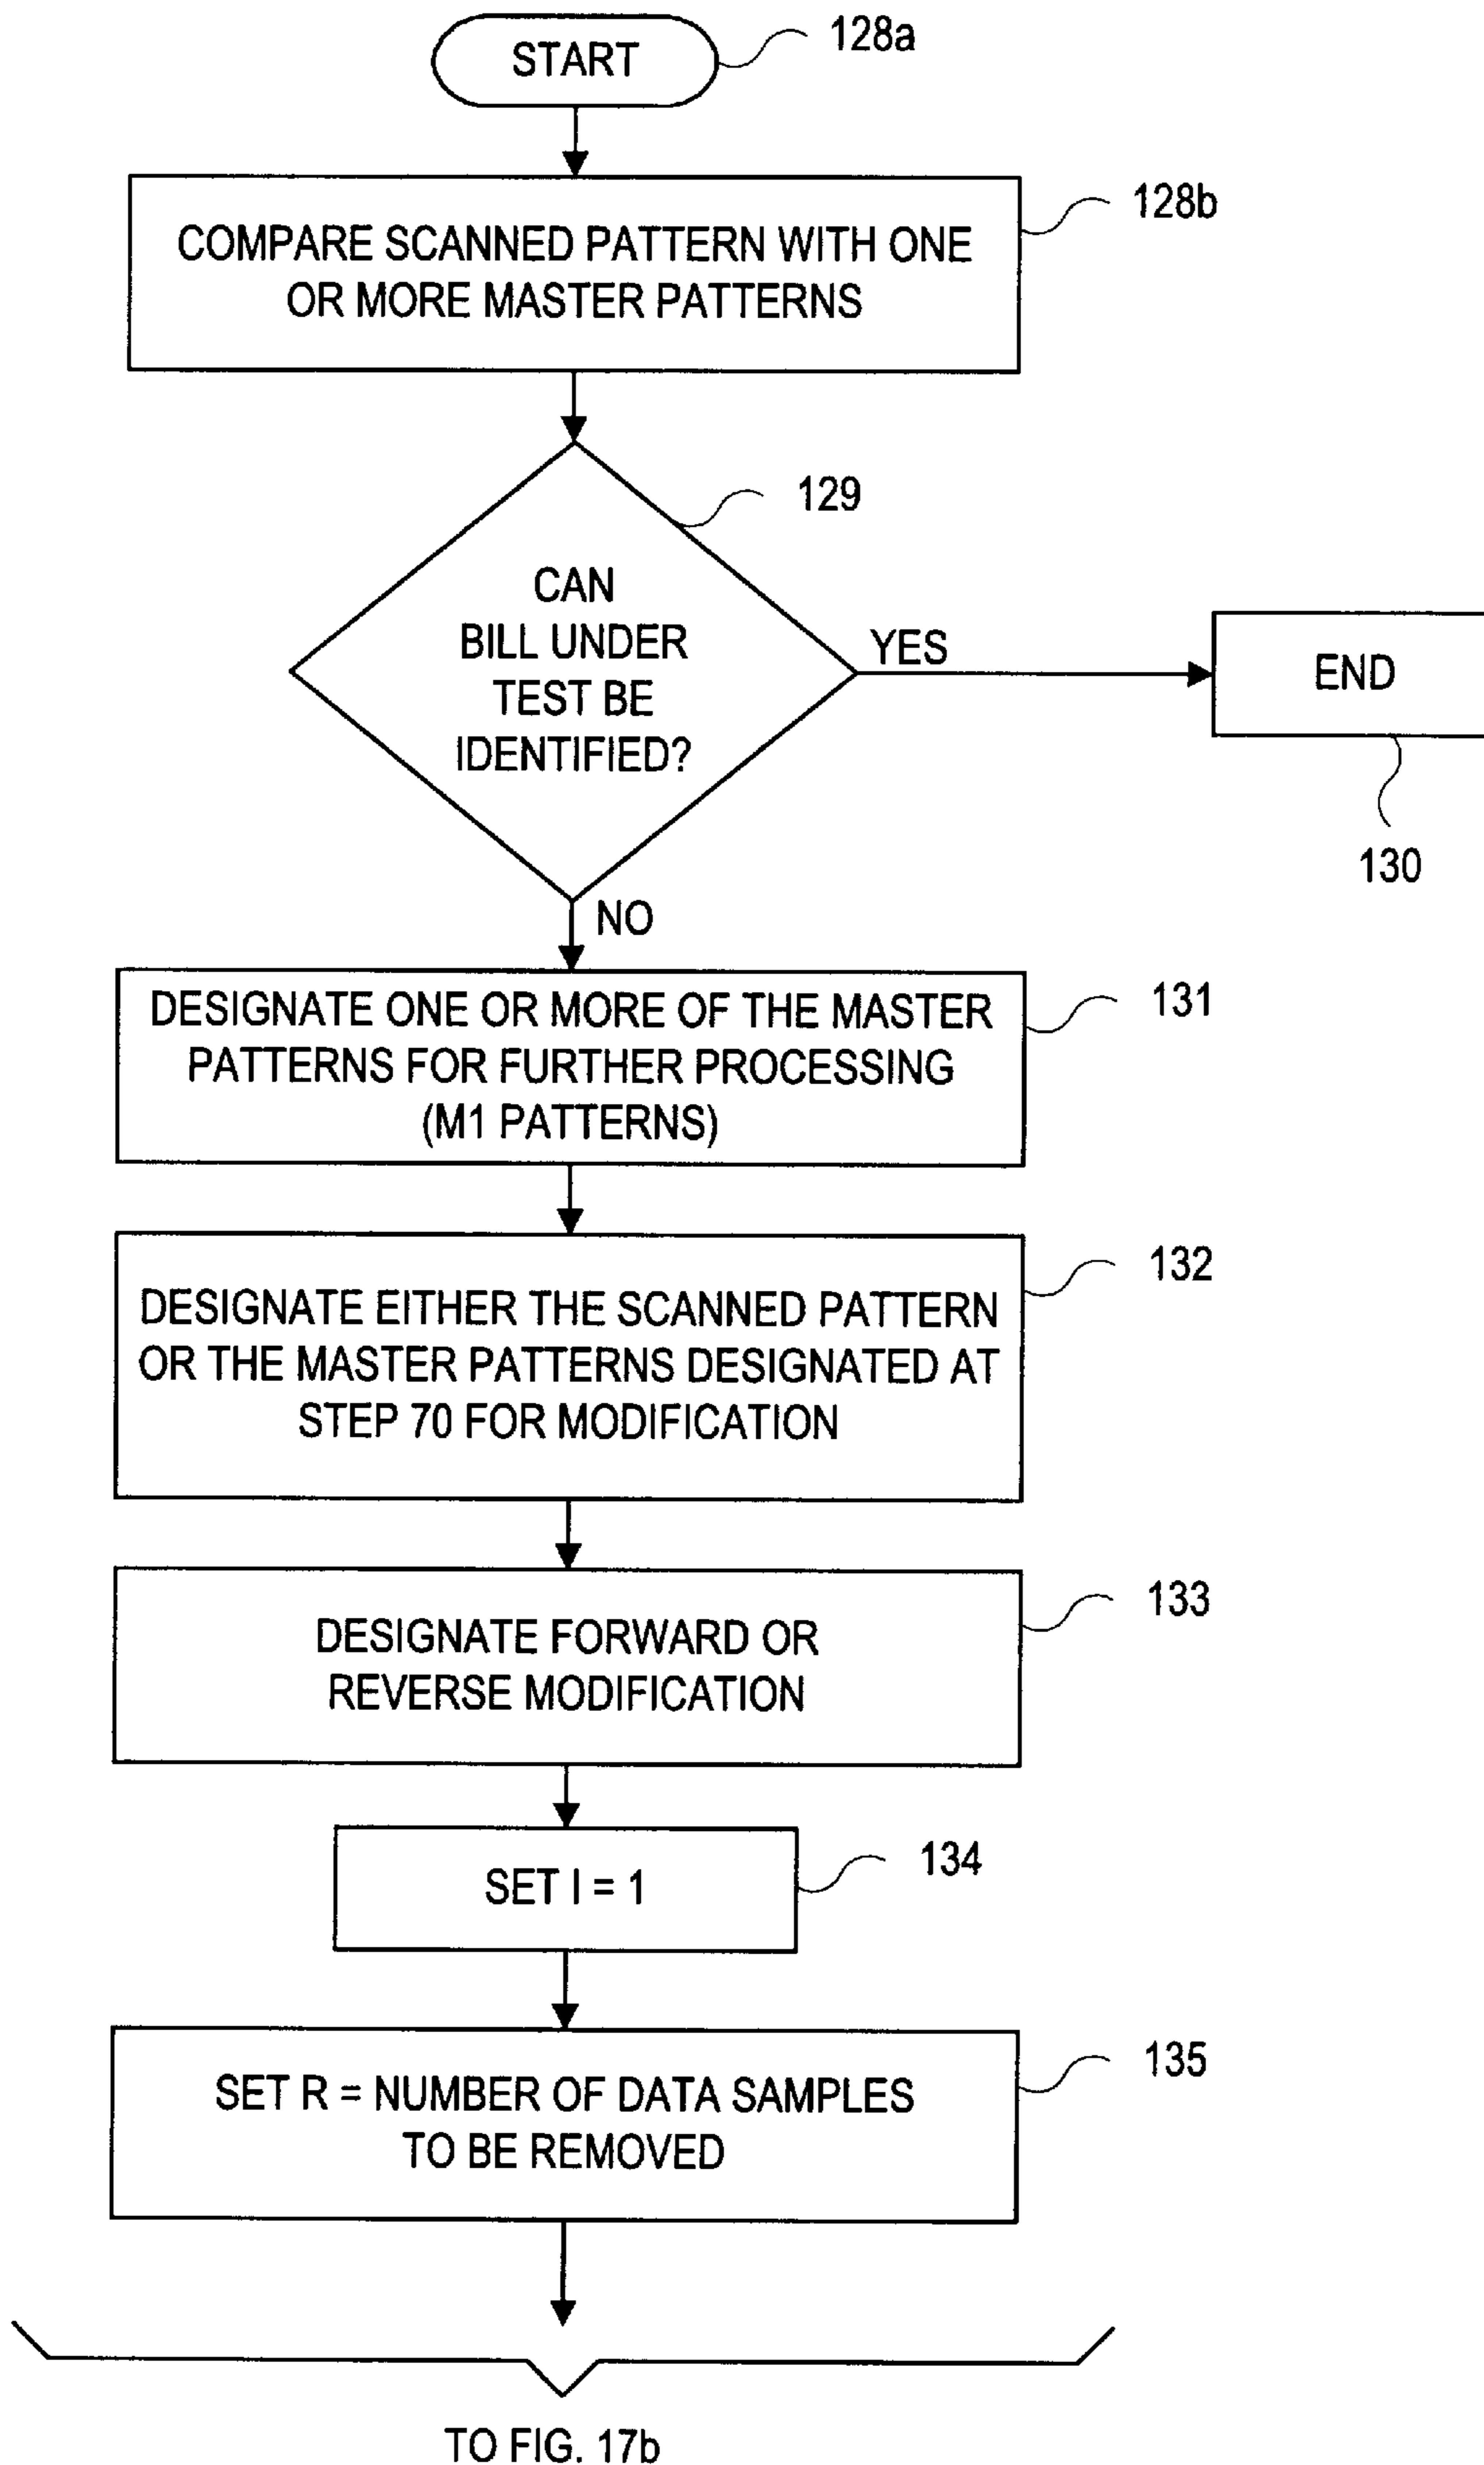 START
128a
COMPARE SCANNED PATTERN WITH ONE
OR MORE MASTER PATTERNS
128b
129
CAN
BILL UNDER
TEST BE
IDENTIFIED?
YES
END
130
NO
DESIGNATE ONE OR MORE OF THE MASTER
PATTERNS FOR FURTHER PROCESSING
(M1 PATTERNS)
131
DESIGNATE EITHER THE SCANNED PATTERN
OR THE MASTER PATTERNS DESIGNATED AT
STEP 70 FOR MODIFICATION
132
DESIGNATE FORWARD OR
REVERSE MODIFICATION
133
SET I = 1
134
SET R = NUMBER OF DATA SAMPLES
TO BE REMOVED
135
TO FIG. 17b